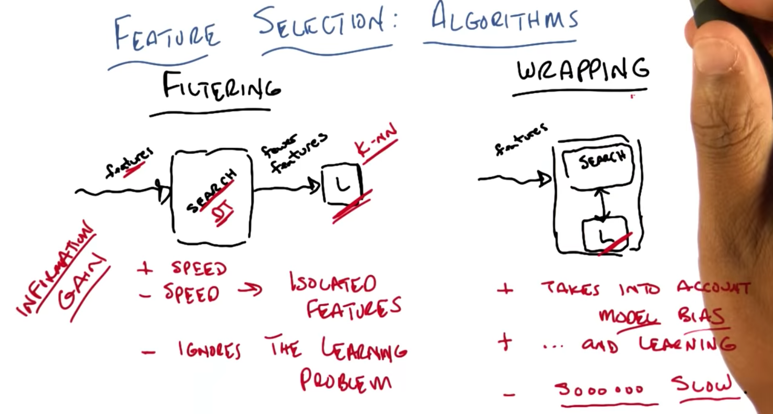 FEATURE SELECTION: ALGORITHMS
FILTERING
features
SEARCH
DT
fewer
features
L
K-NN
INFIRMATION
GAIN
+ SPEED
- SPEED → ISOLATED
FEATURES
- IGNORES THE LEARNING
PROBLEM
WRAPPING
features
SEARCH
L
+ TAKES INTO ACCOUNT
MODEL BIAS
+ ... AND LEARNING
- SOOOOOO SLOW.